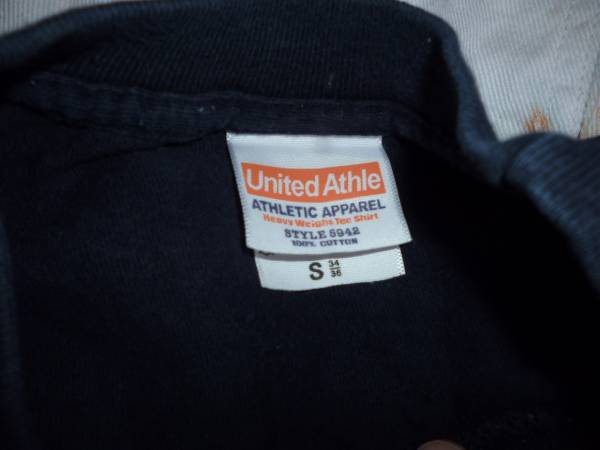 United Athle
ATHLETIC APPAREL
Heavy Weight Tee Shirt
STYLE 5942
100% COTTON
S 34
36